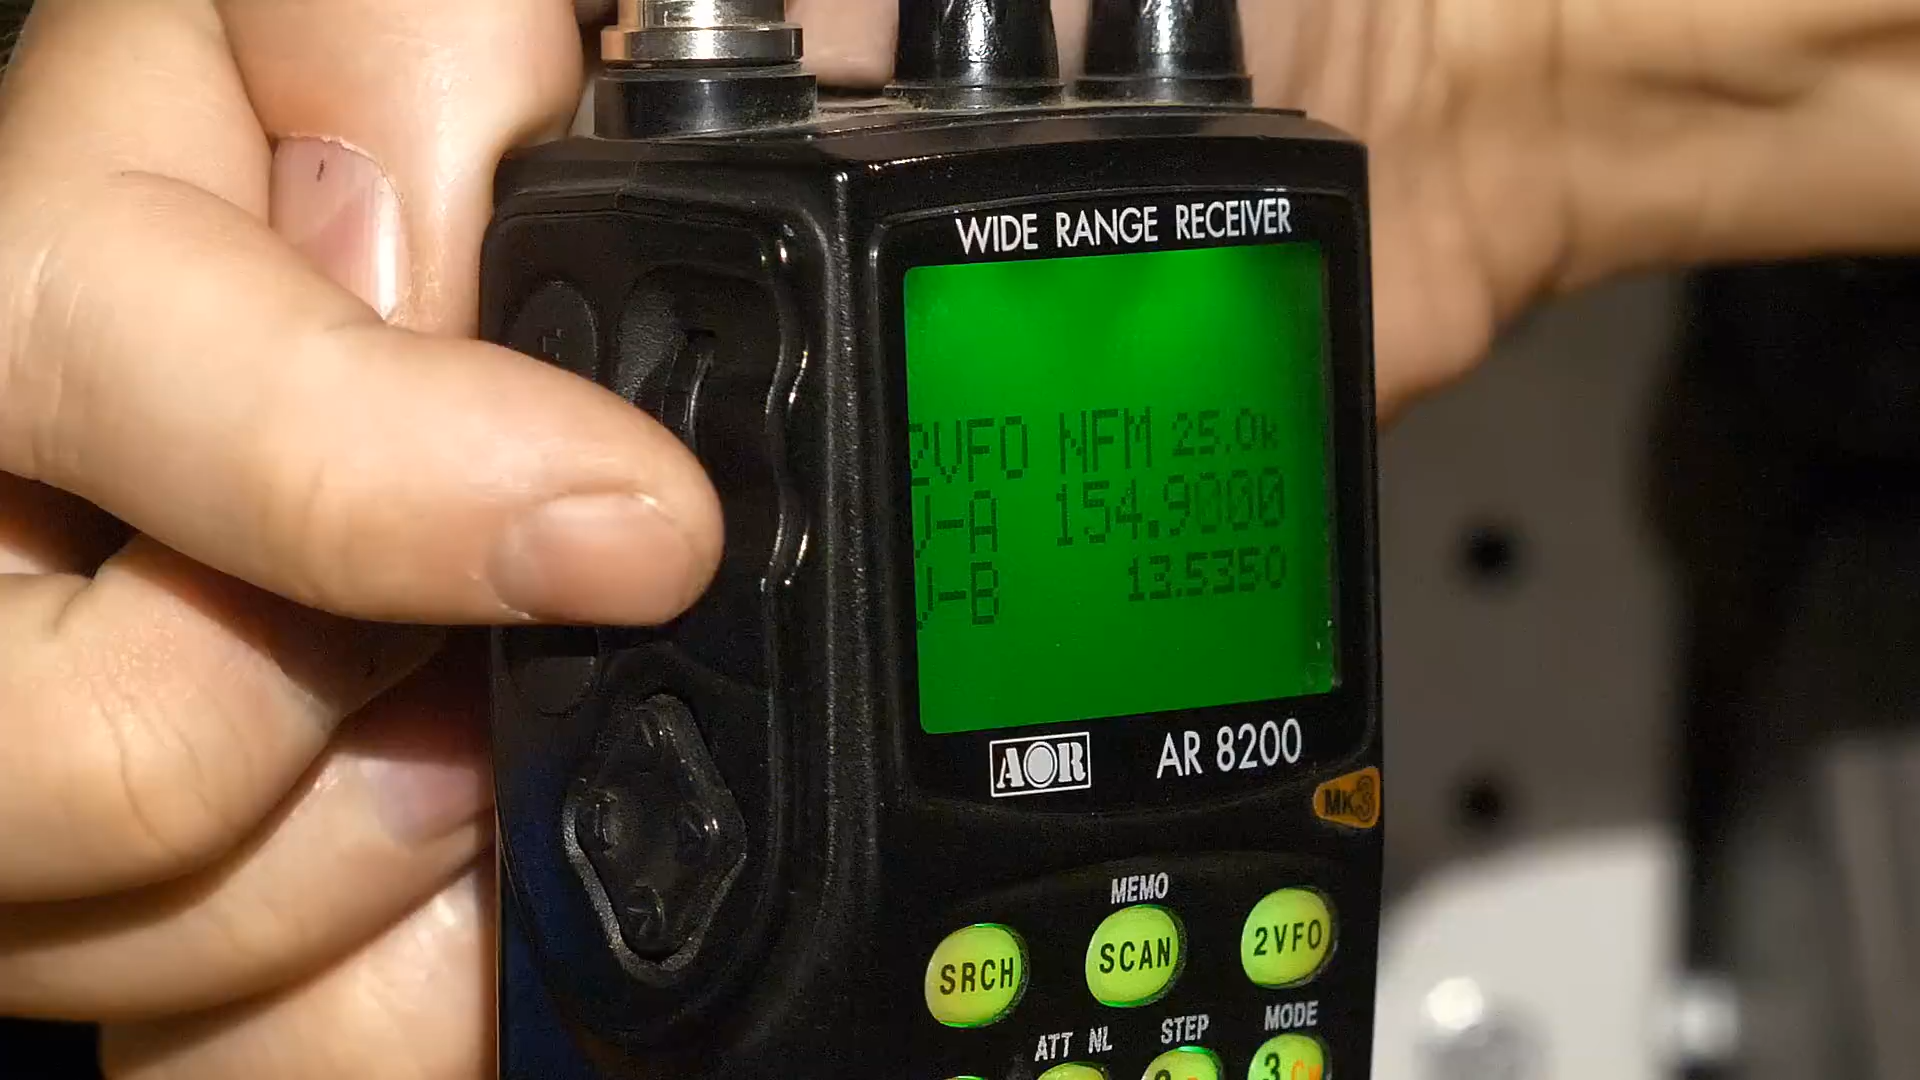 WIDE RANGE RECEIVER
2VFO NFM 25.0k
V-A 154.9000
V-B 13.5350
AOR AR 8200
MK3
MEMO
SRCH SCAN 2VFO
ATT NL STEP MODE
3